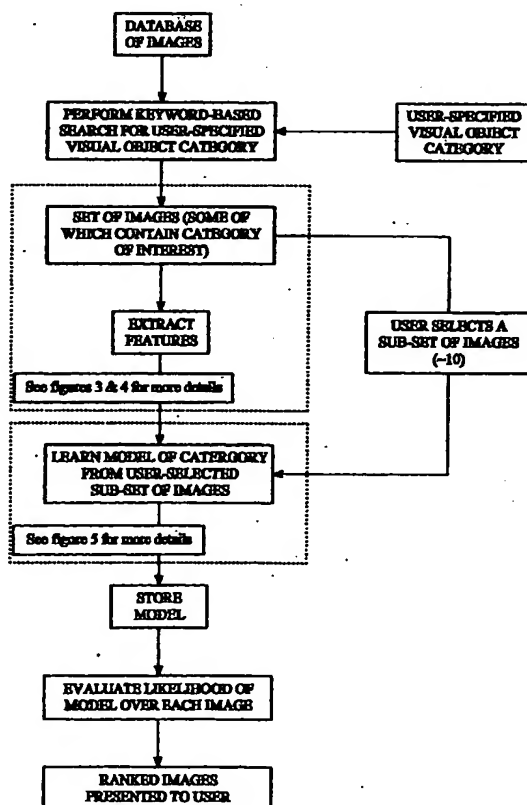 DATABASE
OF IMAGES
PERFORM KEYWORD-BASED
SEARCH FOR USER-SPECIFIED
VISUAL OBJECT CATEGORY
USER-SPECIFIED
VISUAL OBJECT
CATEGORY
SET OF IMAGES (SOME OF
WHICH CONTAIN CATEGORY
OF INTEREST)
EXTRACT
FEATURES
USER SELECTS A
SUB-SET OF IMAGES
(~10)
See figures 3 & 4 for more details
LEARN MODEL OF CATERGORY
FROM USER-SELECTED
SUB-SET OF IMAGES
See figure 5 for more details
STORE
MODEL
EVALUATE LIKELIHOOD OF
MODEL OVER EACH IMAGE
RANKED IMAGES
PRESENTED TO USER